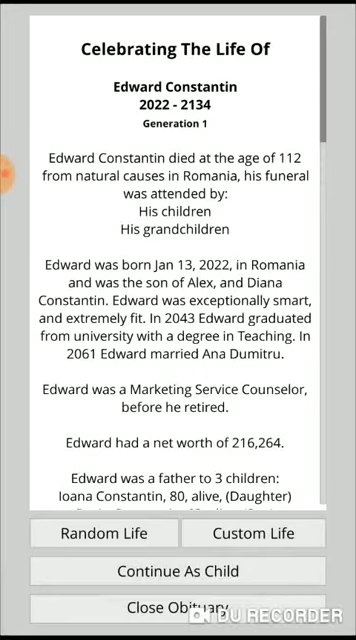 Celebrating The Life Of
Edward Constantin
2022 - 2134
Generation 1
Edward Constantin died at the age of 112
from natural causes in Romania, his funeral
was attended by:
His children
His grandchildren
Edward was born Jan 13, 2022, in Romania
and was the son of Alex, and Diana
Constantin. Edward was exceptionally smart,
and extremely fit. In 2043 Edward graduated
from university with a degree in Teaching. In
2061 Edward married Ana Dumitru.
Edward was a Marketing Service Counselor,
before he retired.
Edward had a net worth of 216,264.
Edward was a father to 3 children:
Ioana Constantin, 80, alive, (Daughter)
Random Life
Custom Life
Continue As Child
Close Obituary
DU RECORDER